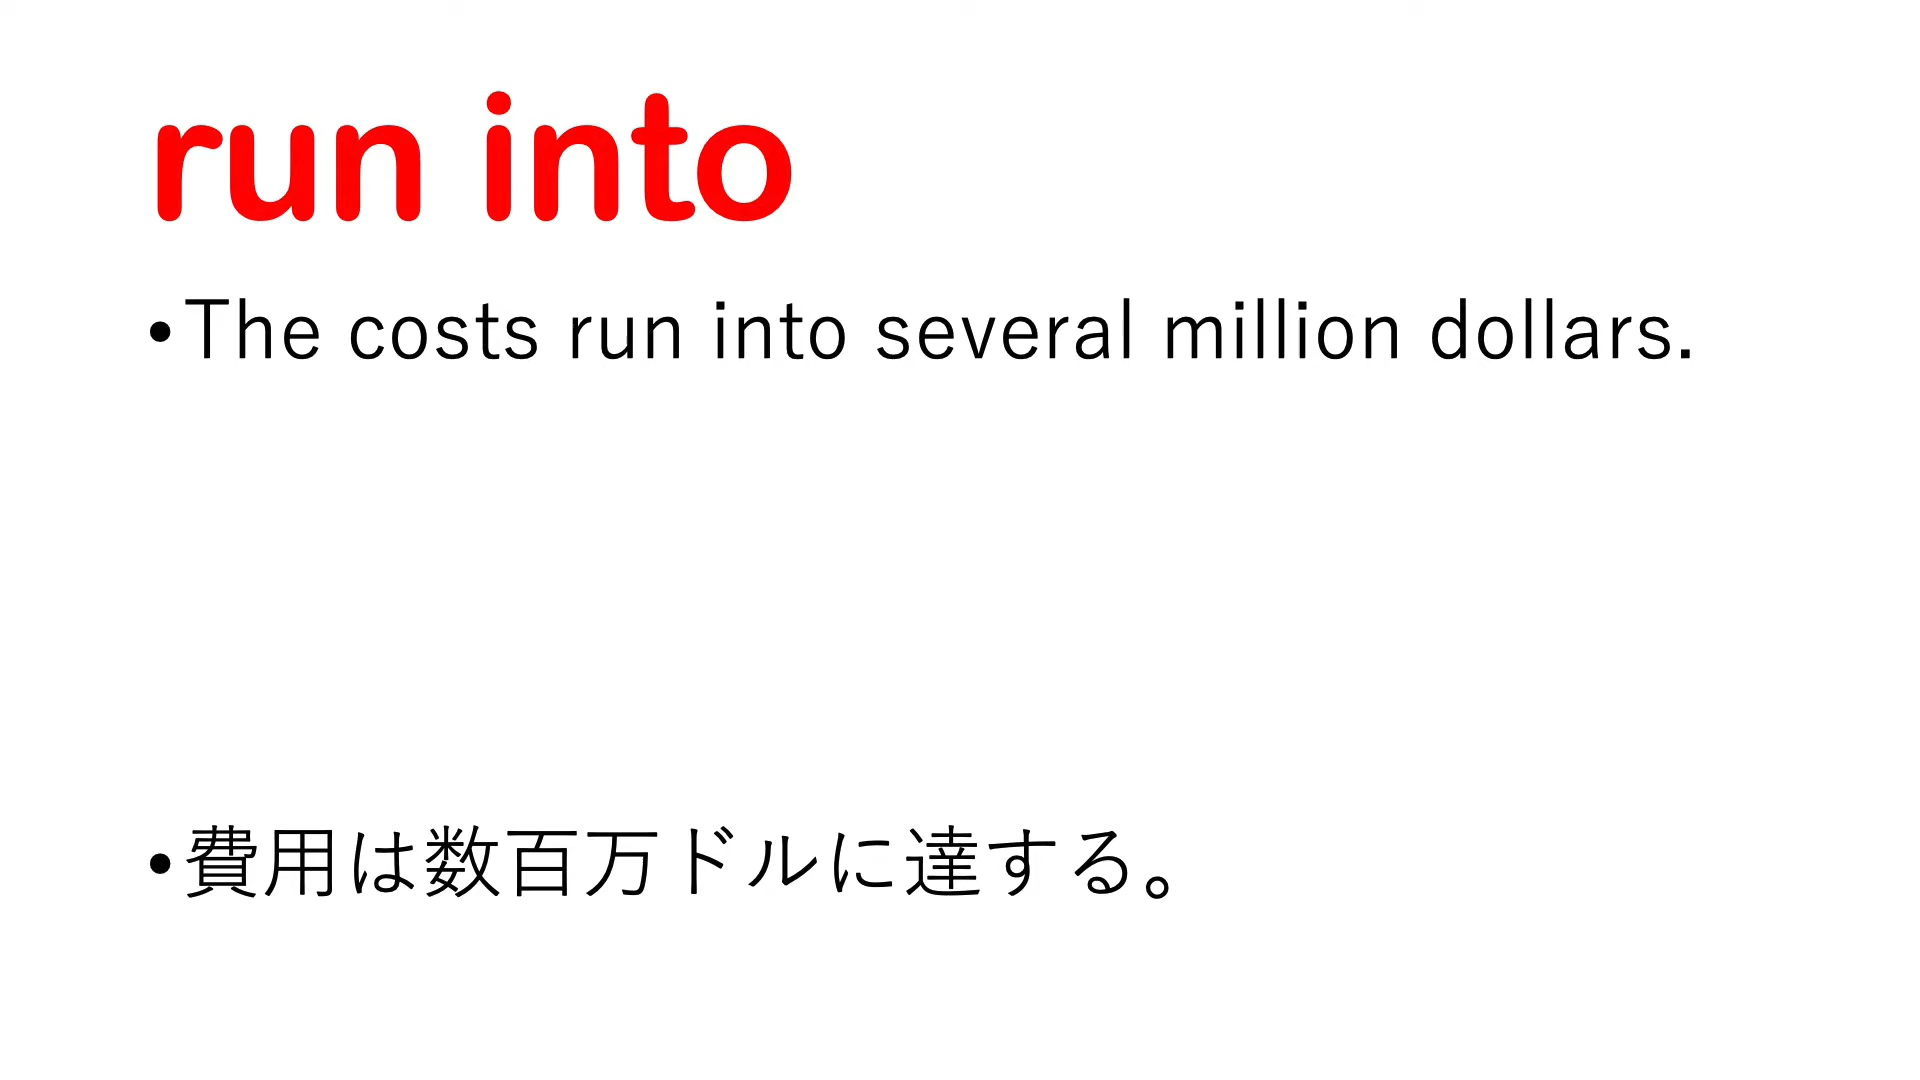 run into
•The costs run into several million dollars.
•費用は数百万ドルに達する。